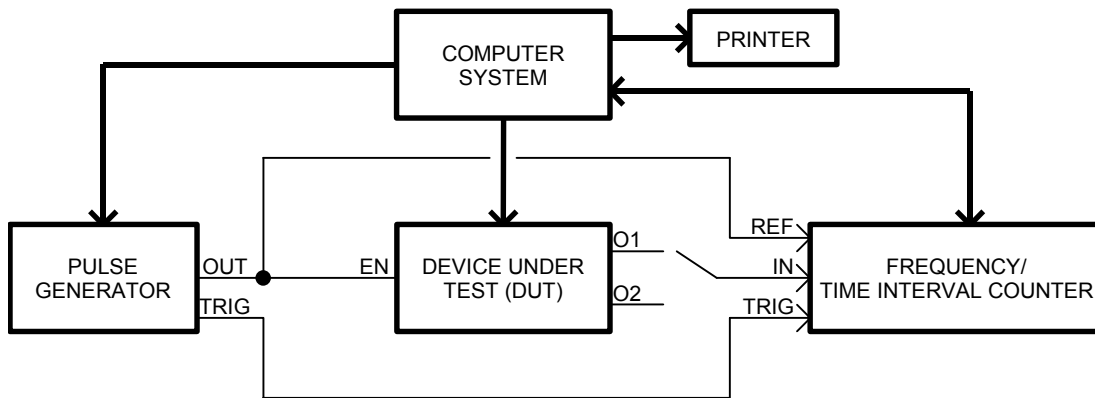 COMPUTER
SYSTEM
PRINTER
PULSE
GENERATOR
OUT
TRIG
EN
DEVICE UNDER
TEST (DUT)
O1
O2
REF
IN
TRIG
FREQUENCY/
TIME INTERVAL COUNTER